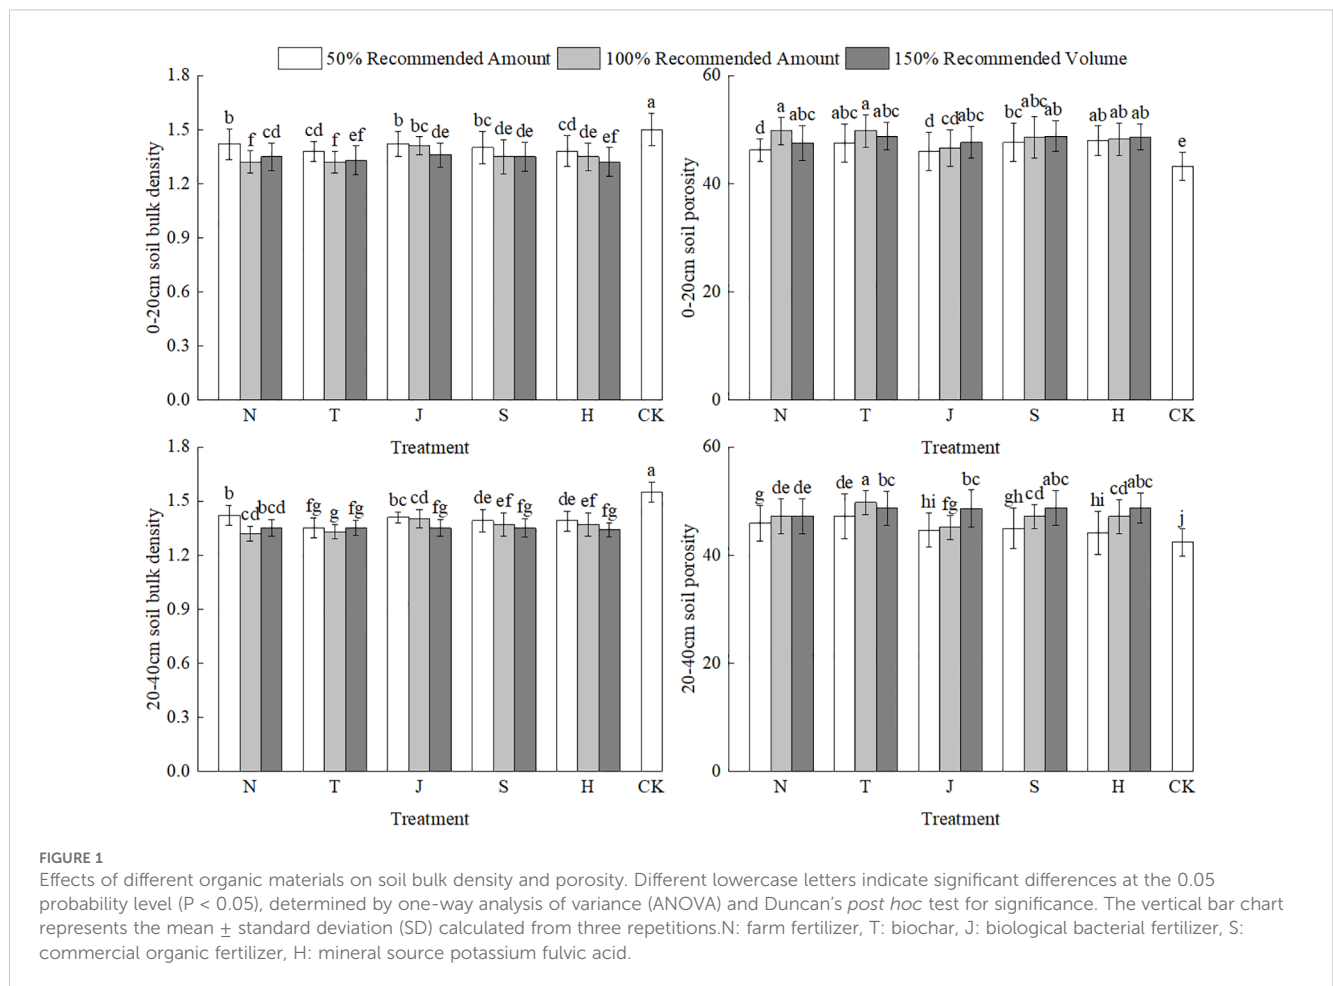 50% Recommended Amount 100% Recommended Amount 150% Recommended Volume
1.8
1.5
1.2
0.9
0.6
0.3
0.0
0-20cm soil bulk density
b f cd cd f ef b bc de bc de de cd de ef a
N T J S H CK
Treatment
60
40
20
0
0-20cm soil porosity
d a abc abc a abc d cd abc bc abc ab ab ab ab e
N T J S H CK
Treatment
1.8
1.5
1.2
0.9
0.6
0.3
0.0
20-40cm soil bulk density
b cd bcd fg g fg bc cd fg de ef fg de ef fg a
N T J S H CK
Treatment
60
40
20
0
20-40cm soil porosity
g de de de a bc hi fg bc gh cd abc hi cd abc j
N T J S H CK
Treatment
FIGURE 1
Effects of different organic materials on soil bulk density and porosity. Different lowercase letters indicate significant differences at the 0.05
probability level (P < 0.05), determined by one-way analysis of variance (ANOVA) and Duncan's post hoc test for significance. The vertical bar chart
represents the mean ± standard deviation (SD) calculated from three repetitions.N: farm fertilizer, T: biochar, J: biological bacterial fertilizer, S:
commercial organic fertilizer, H: mineral source potassium fulvic acid.